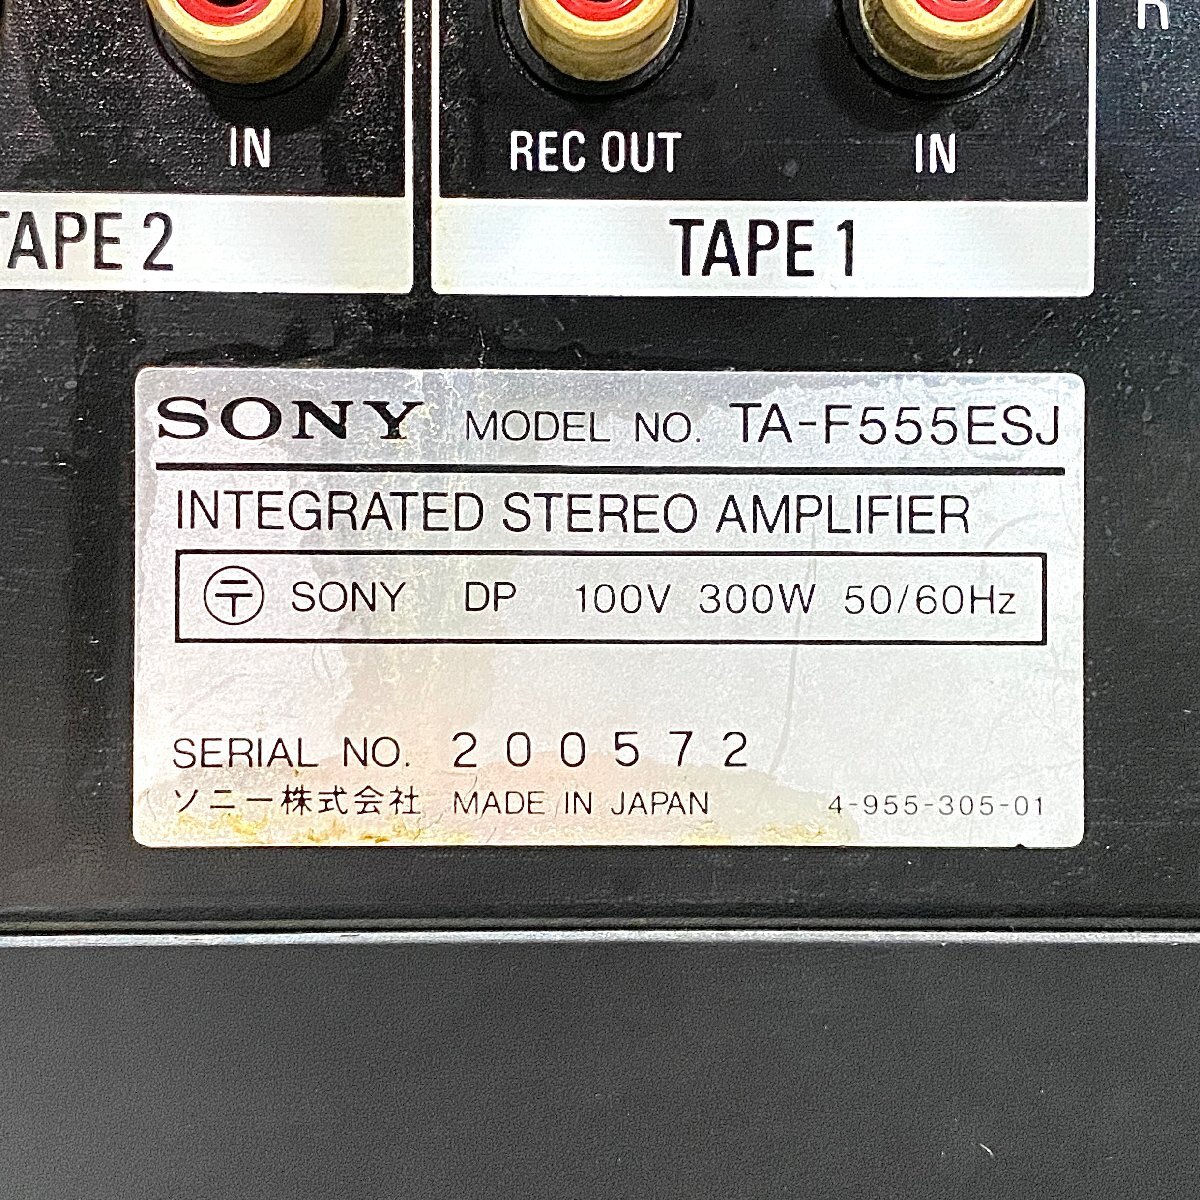 R
IN
REC OUT
IN
TAPE 2
TAPE 1
SONY MODEL NO. TA-F555ESJ
INTEGRATED STEREO AMPLIFIER
〒 SONY DP 100V 300W 50/60Hz
SERIAL NO. 200572
ソニー株式会社 MADE IN JAPAN 4-955-305-01